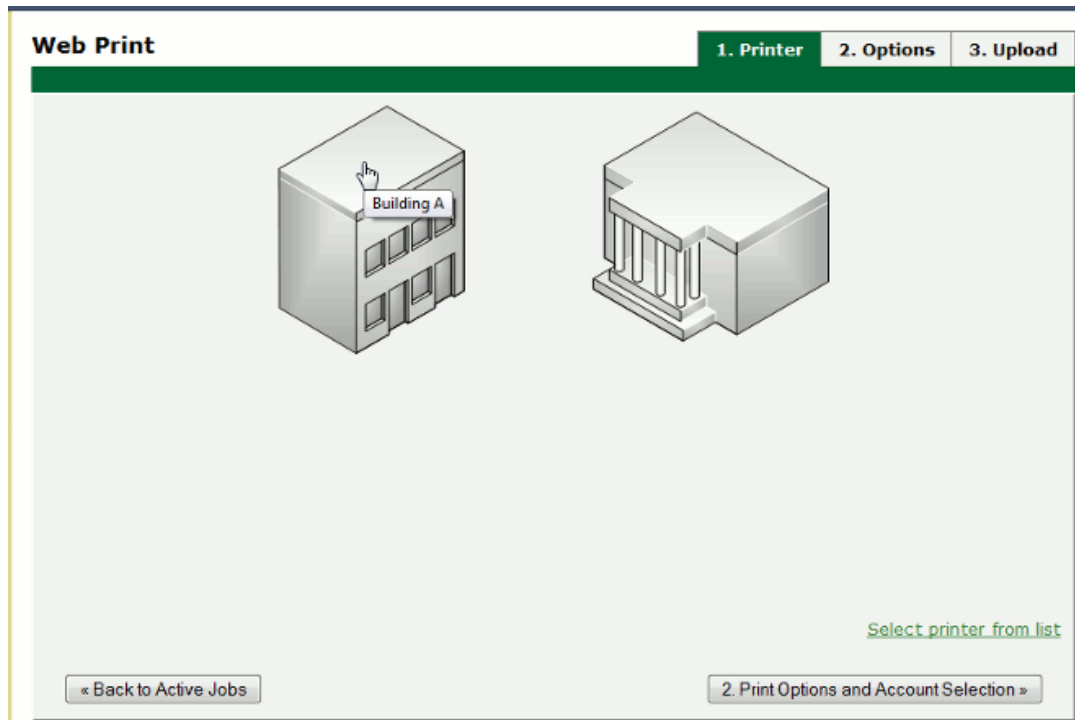 Web Print
1. Printer
2. Options
3. Upload
Building A
Select printer from list
« Back to Active Jobs
2. Print Options and Account Selection »